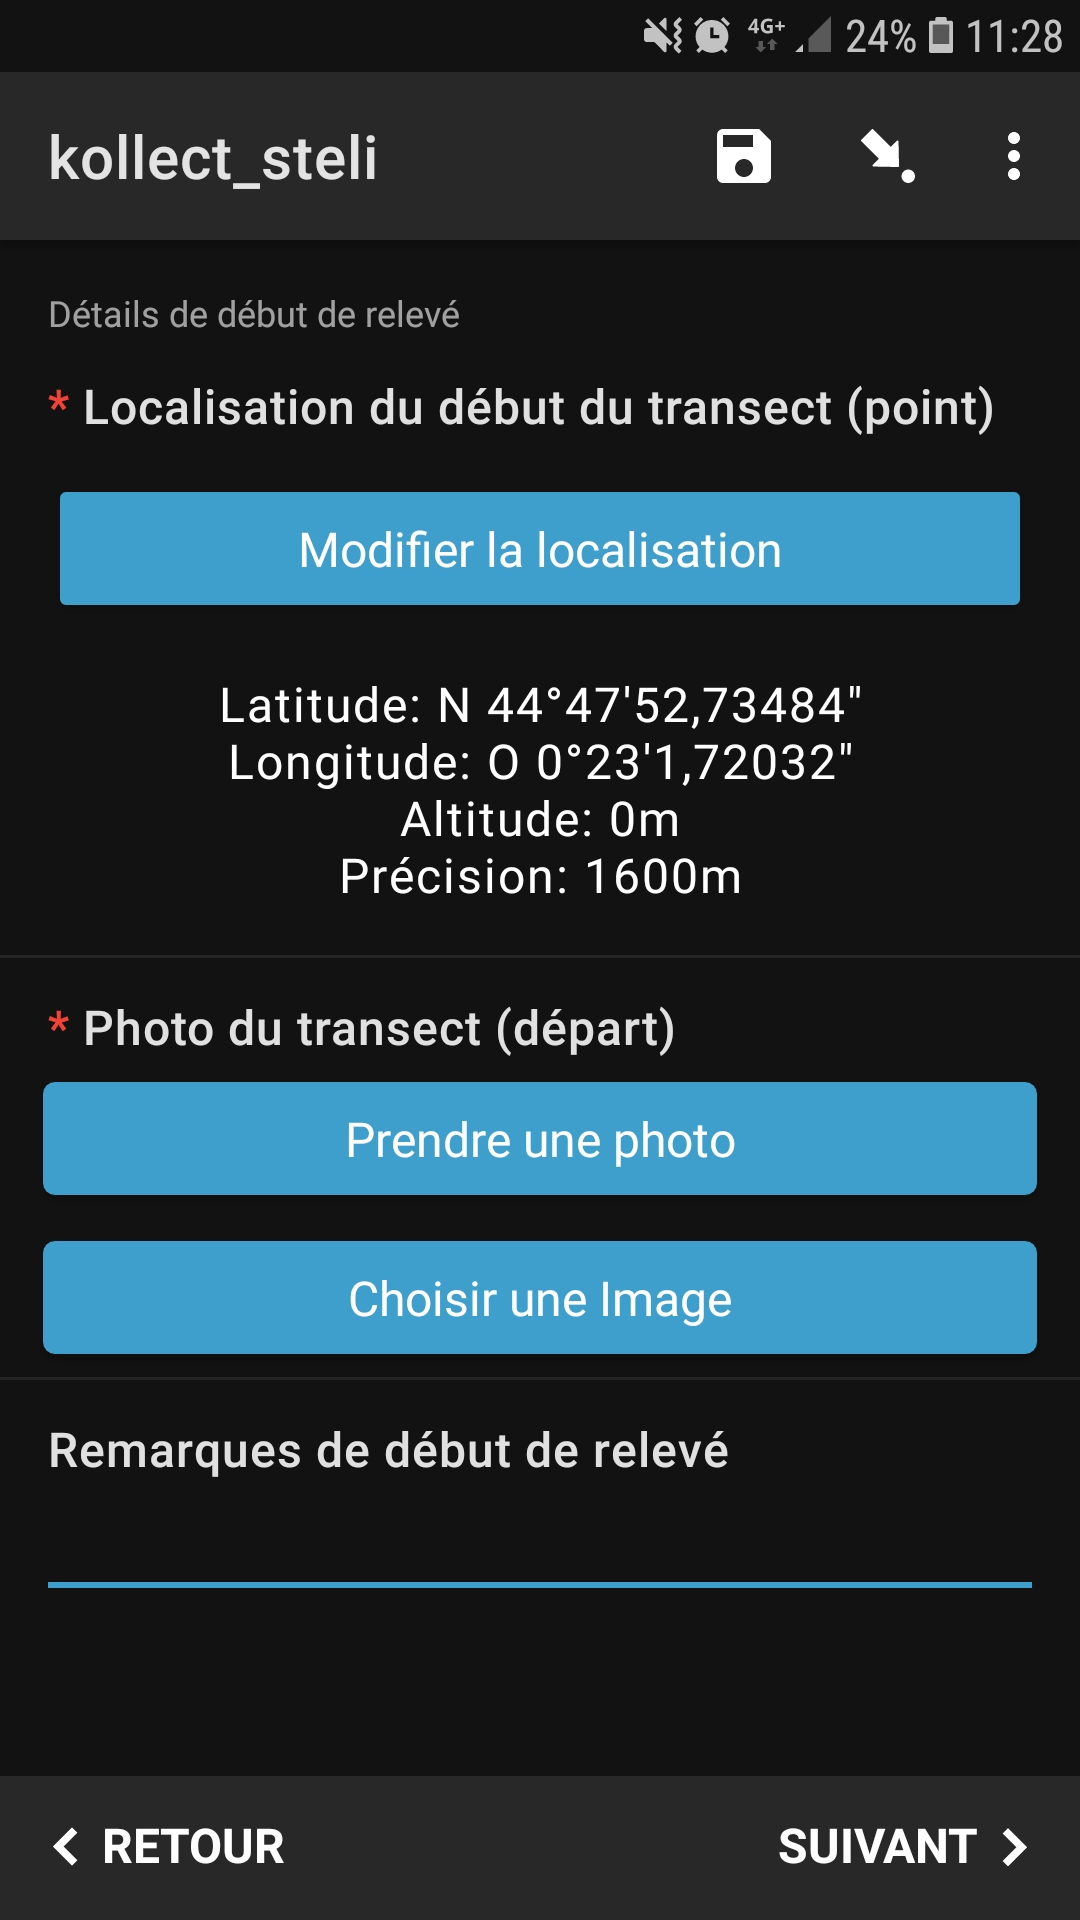 4G+ 24% 11:28
kollect_steli
Détails de début de relevé
* Localisation du début du transect (point)
Modifier la localisation
Latitude: N 44°47'52,73484"
Longitude: O 0°23'1,72032"
Altitude: 0m
Précision: 1600m
* Photo du transect (départ)
Prendre une photo
Choisir une Image
Remarques de début de relevé
RETOUR SUIVANT